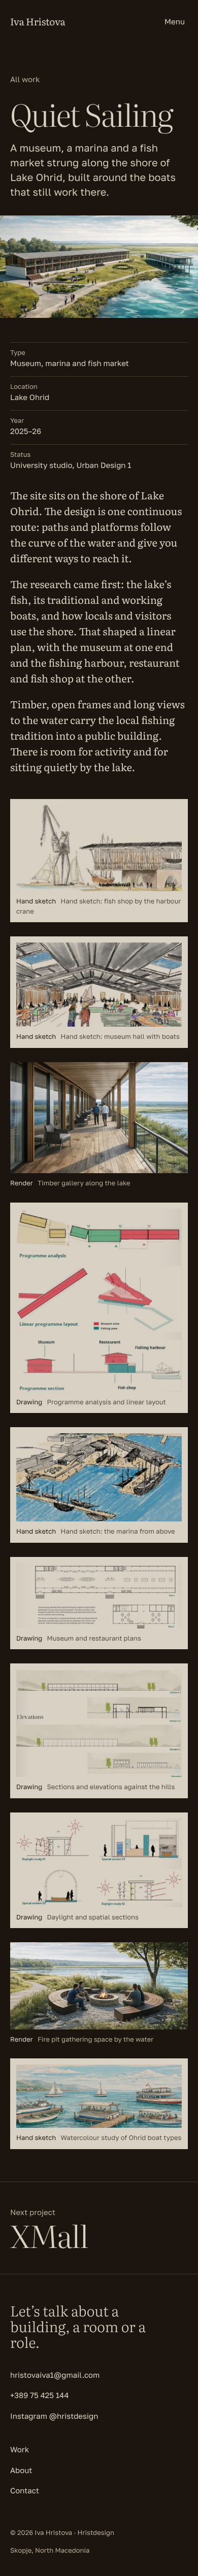 Iva Hristova
Menu
All work
Quiet Sailing
A museum, a marina and a fish
market strung along the shore of
Lake Ohrid, built around the boats
that still work there.
Type
Museum, marina and fish market
Location
Lake Ohrid
Year
2025–26
Status
University studio, Urban Design 1
The site sits on the shore of Lake
Ohrid. The design is one continuous
route: paths and platforms follow
the curve of the water and give you
different ways to reach it.
The research came first: the lake’s
fish, its traditional and working
boats, and how locals and visitors
use the shore. That shaped a linear
plan, with the museum at one end
and the fishing harbour, restaurant
and fish shop at the other.
Timber, open frames and long views
to the water carry the local fishing
tradition into a public building.
There is room for activity and for
sitting quietly by the lake.
Hand sketch Hand sketch: fish shop by the harbour
crane
Hand sketch Hand sketch: museum hall with boats
Render Timber gallery along the lake
Programme analysis
Linear programme layout
Museum
Restaurant
Fishing harbour
Programme section
Fish shop
Drawing Programme analysis and linear layout
Hand sketch Hand sketch: the marina from above
Drawing Museum and restaurant plans
Elevations
Drawing Sections and elevations against the hills
Drawing Daylight and spatial sections
Render Fire pit gathering space by the water
Hand sketch Watercolour study of Ohrid boat types
Next project
XMall
Let’s talk about a
building, a room or a
role.
hristovaiva1@gmail.com
+389 75 425 144
Instagram @hristdesign
Work
About
Contact
© 2026 Iva Hristova · Hristdesign
Skopje, North Macedonia